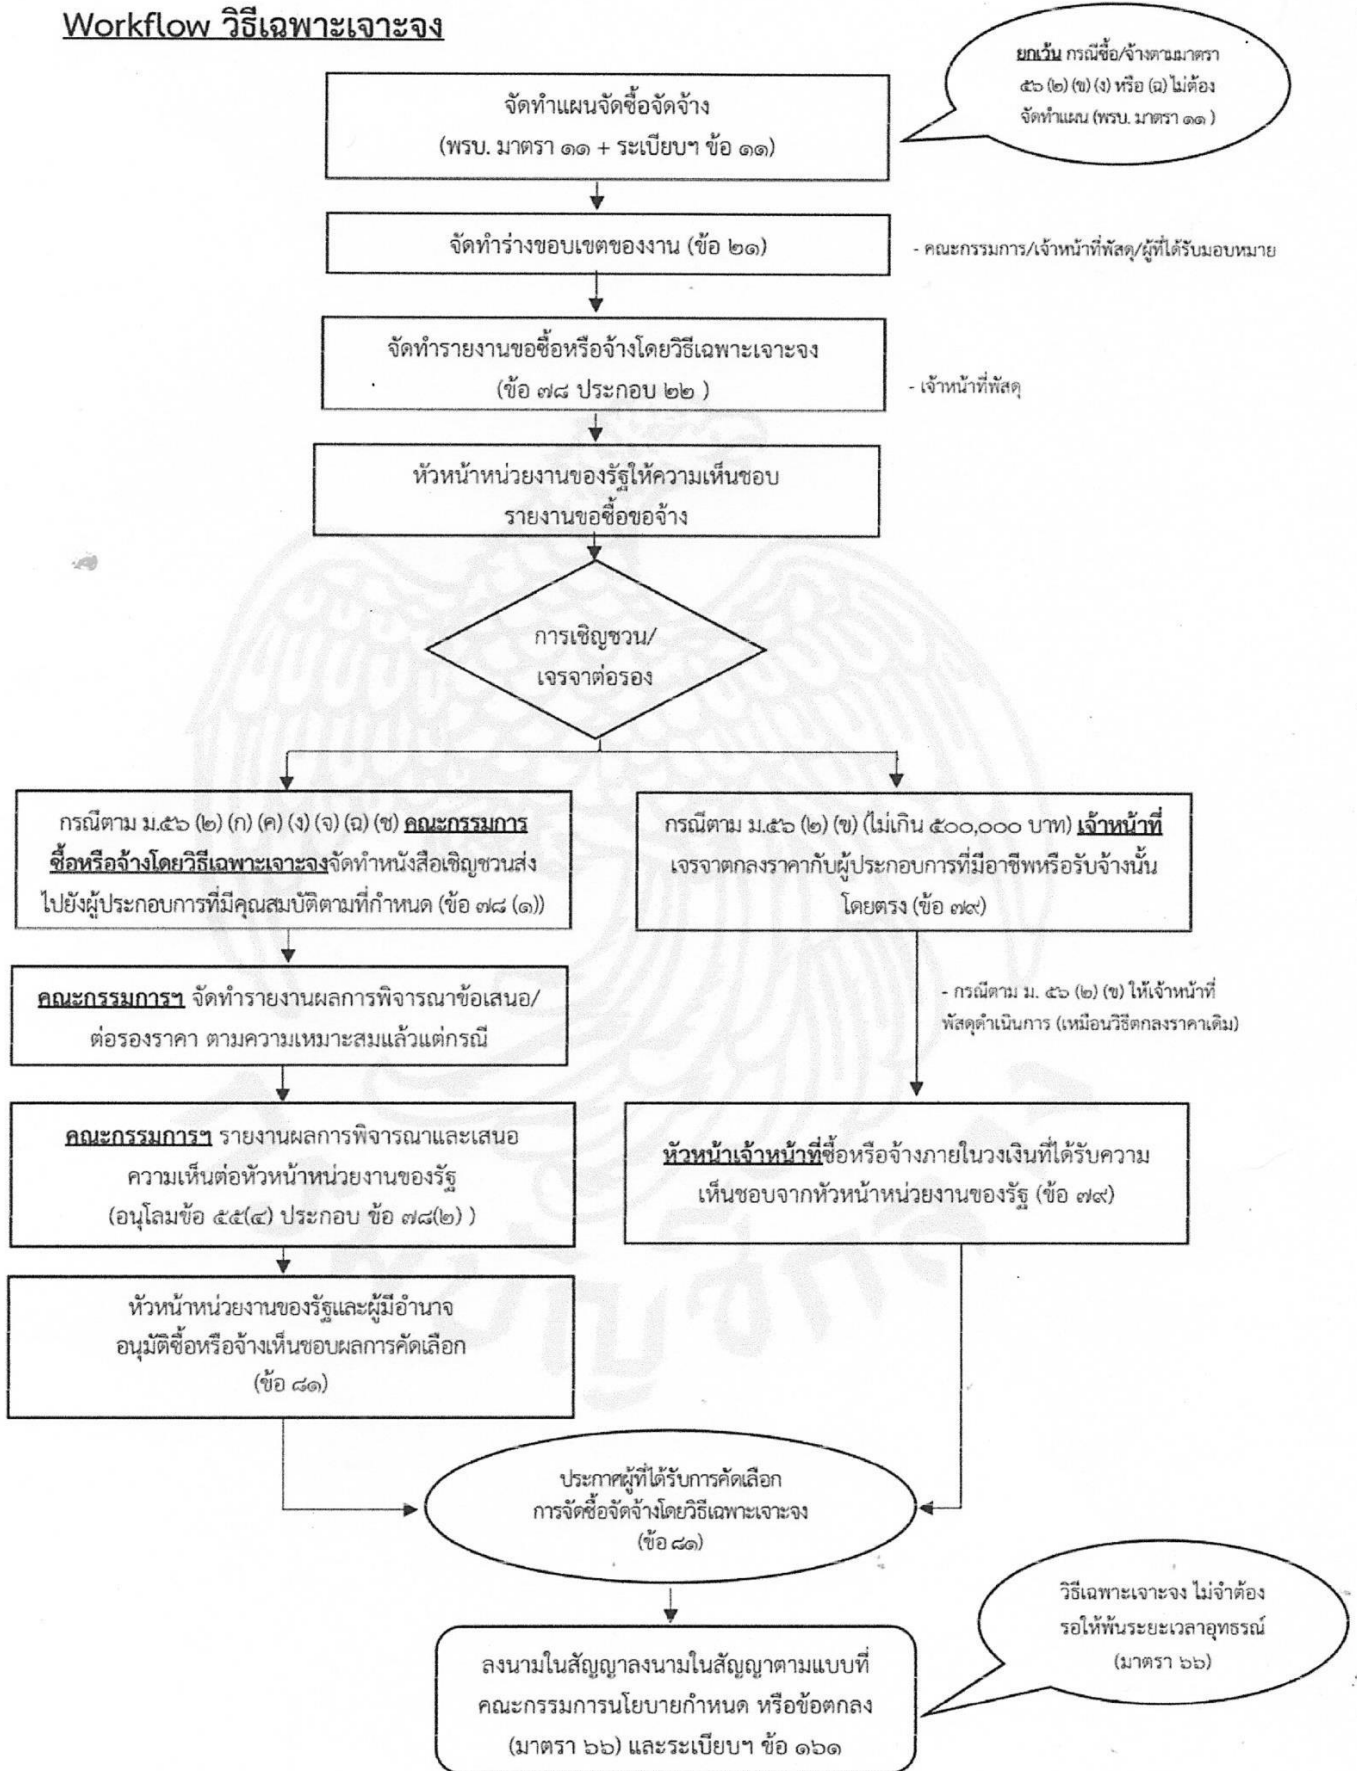 Workflow วิธีเฉพาะเจาะจง
ยกเว้น กรณีซื้อ/จ้างตามมาตรา
๕๖ (๒) (ข) (ง) หรือ (ฉ) ไม่ต้อง
จัดทำแผน (พรบ. มาตรา ๑๑ )
จัดทำแผนจัดซื้อจัดจ้าง
(พรบ. มาตรา ๑๑ + ระเบียบฯ ข้อ ๑๑)
จัดทำร่างขอบเขตของงาน (ข้อ ๒๑)
- คณะกรรมการ/เจ้าหน้าที่พัสดุ/ผู้ที่ได้รับมอบหมาย
จัดทำรายงานขอซื้อหรือจ้างโดยวิธีเฉพาะเจาะจง
(ข้อ ๗๘ ประกอบ ๒๒ )
- เจ้าหน้าที่พัสดุ
หัวหน้าหน่วยงานของรัฐให้ความเห็นชอบ
รายงานขอซื้อขอจ้าง
การเชิญชวน/
เจรจาต่อรอง
กรณีตาม ม.๕๖ (๒) (ก) (ค) (ง) (จ) (ฉ) (ช) คณะกรรมการ
ซื้อหรือจ้างโดยวิธีเฉพาะเจาะจงจัดทำหนังสือเชิญชวนส่ง
ไปยังผู้ประกอบการที่มีคุณสมบัติตามที่กำหนด (ข้อ ๗๘ (๑))
กรณีตาม ม.๕๖ (๒) (ข) (ไม่เกิน ๕๐๐,๐๐๐ บาท) เจ้าหน้าที่
เจรจาตกลงราคากับผู้ประกอบการที่มีอาชีพหรือรับจ้างนั้น
โดยตรง (ข้อ ๗๙)
คณะกรรมการฯ จัดทำรายงานผลการพิจารณาข้อเสนอ/
ต่อรองราคา ตามความเหมาะสมแล้วแต่กรณี
- กรณีตาม ม. ๕๖ (๒) (ข) ให้เจ้าหน้าที่
พัสดุดำเนินการ (เหมือนวิธีตกลงราคาเดิม)
คณะกรรมการฯ รายงานผลการพิจารณาและเสนอ
ความเห็นต่อหัวหน้าหน่วยงานของรัฐ
(อนุโลมข้อ ๕๕(๔) ประกอบ ข้อ ๗๘(๒) )
หัวหน้าเจ้าหน้าที่ซื้อหรือจ้างภายในวงเงินที่ได้รับความ
เห็นชอบจากหัวหน้าหน่วยงานของรัฐ (ข้อ ๗๙)
หัวหน้าหน่วยงานของรัฐและผู้มีอำนาจ
อนุมัติซื้อหรือจ้างเห็นชอบผลการคัดเลือก
(ข้อ ๘๑)
ประกาศผู้ที่ได้รับการคัดเลือก
การจัดซื้อจัดจ้างโดยวิธีเฉพาะเจาะจง
(ข้อ ๘๑)
วิธีเฉพาะเจาะจง ไม่จำต้อง
รอให้พ้นระยะเวลาอุทธรณ์
(มาตรา ๖๖)
ลงนามในสัญญาลงนามในสัญญาตามแบบที่
คณะกรรมการนโยบายกำหนด หรือข้อตกลง
(มาตรา ๖๖) และระเบียบฯ ข้อ ๑๖๑